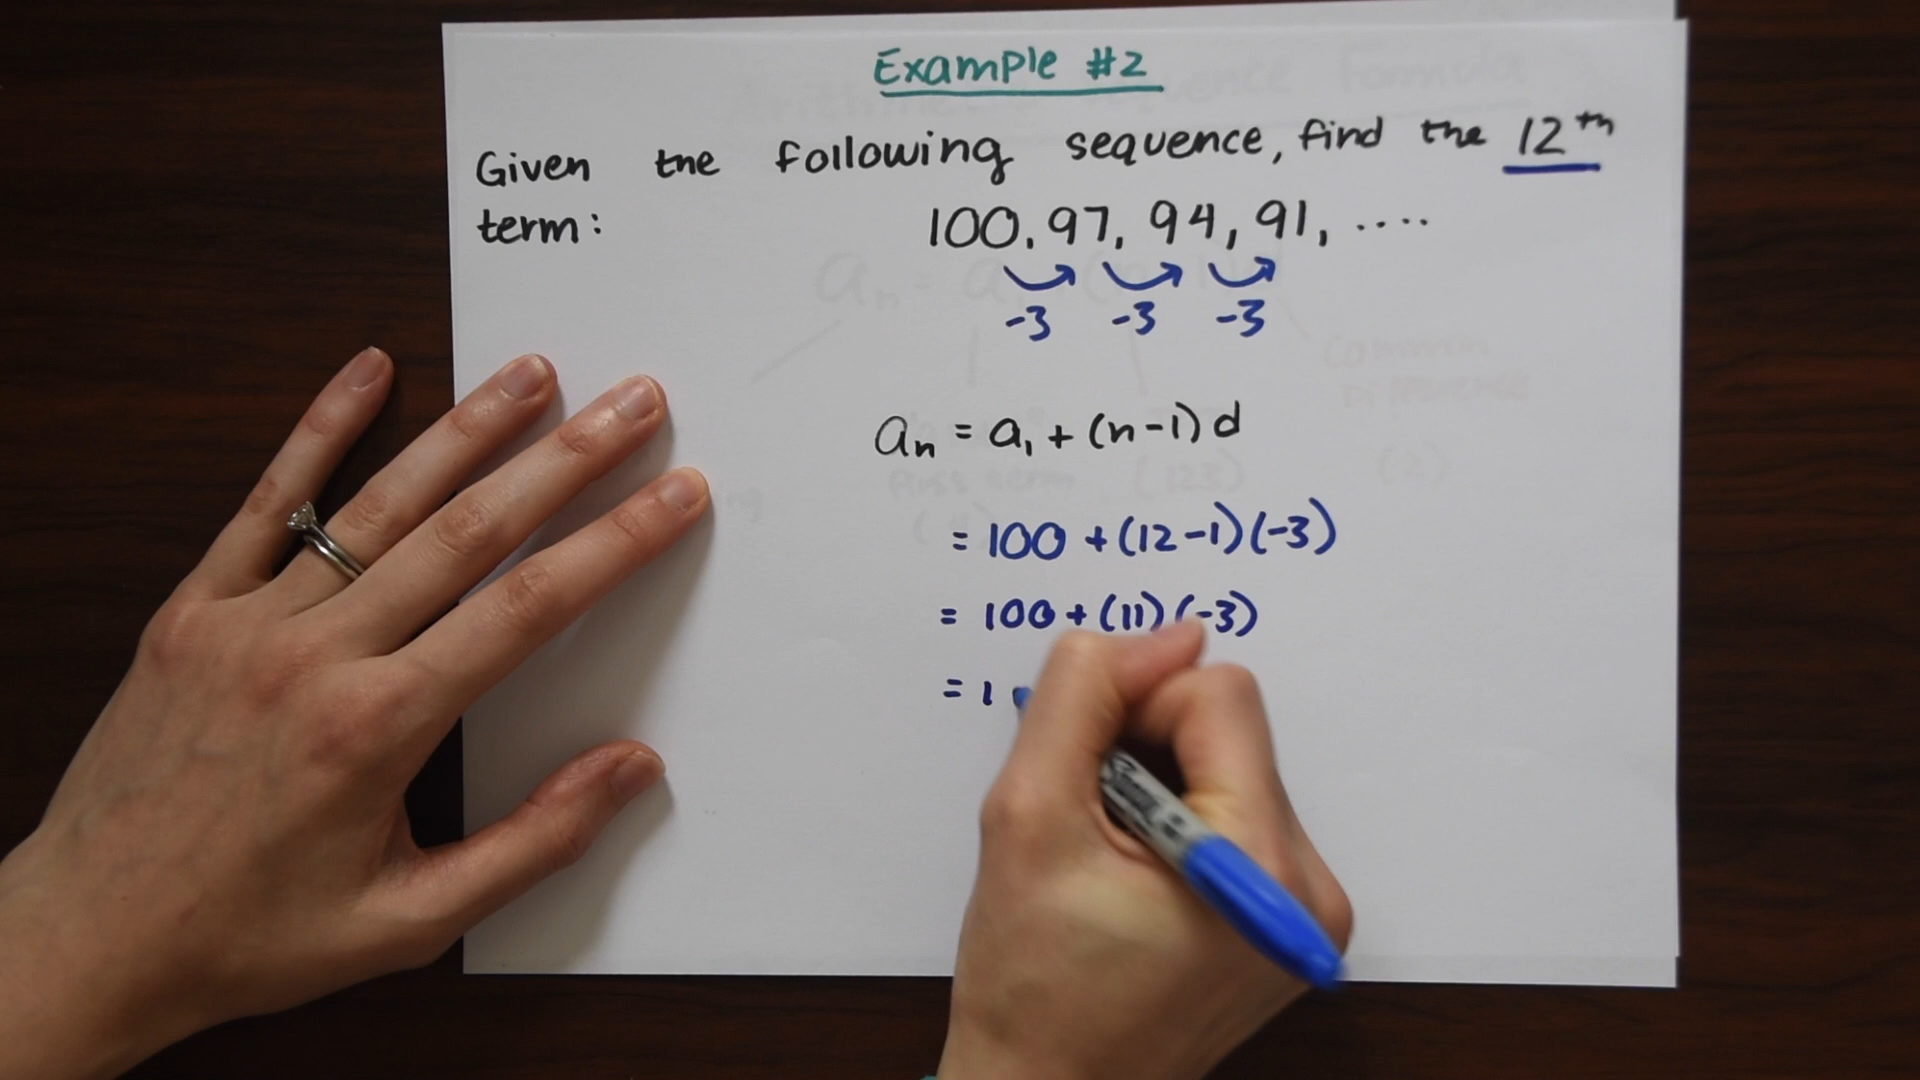 Example #2
Given the following sequence, find the 12th
term: 100, 97, 94, 91, ....
-3 -3 -3
an = a1 + (n-1)d
= 100 + (12-1)(-3)
= 100 + (11)(-3)
= 1